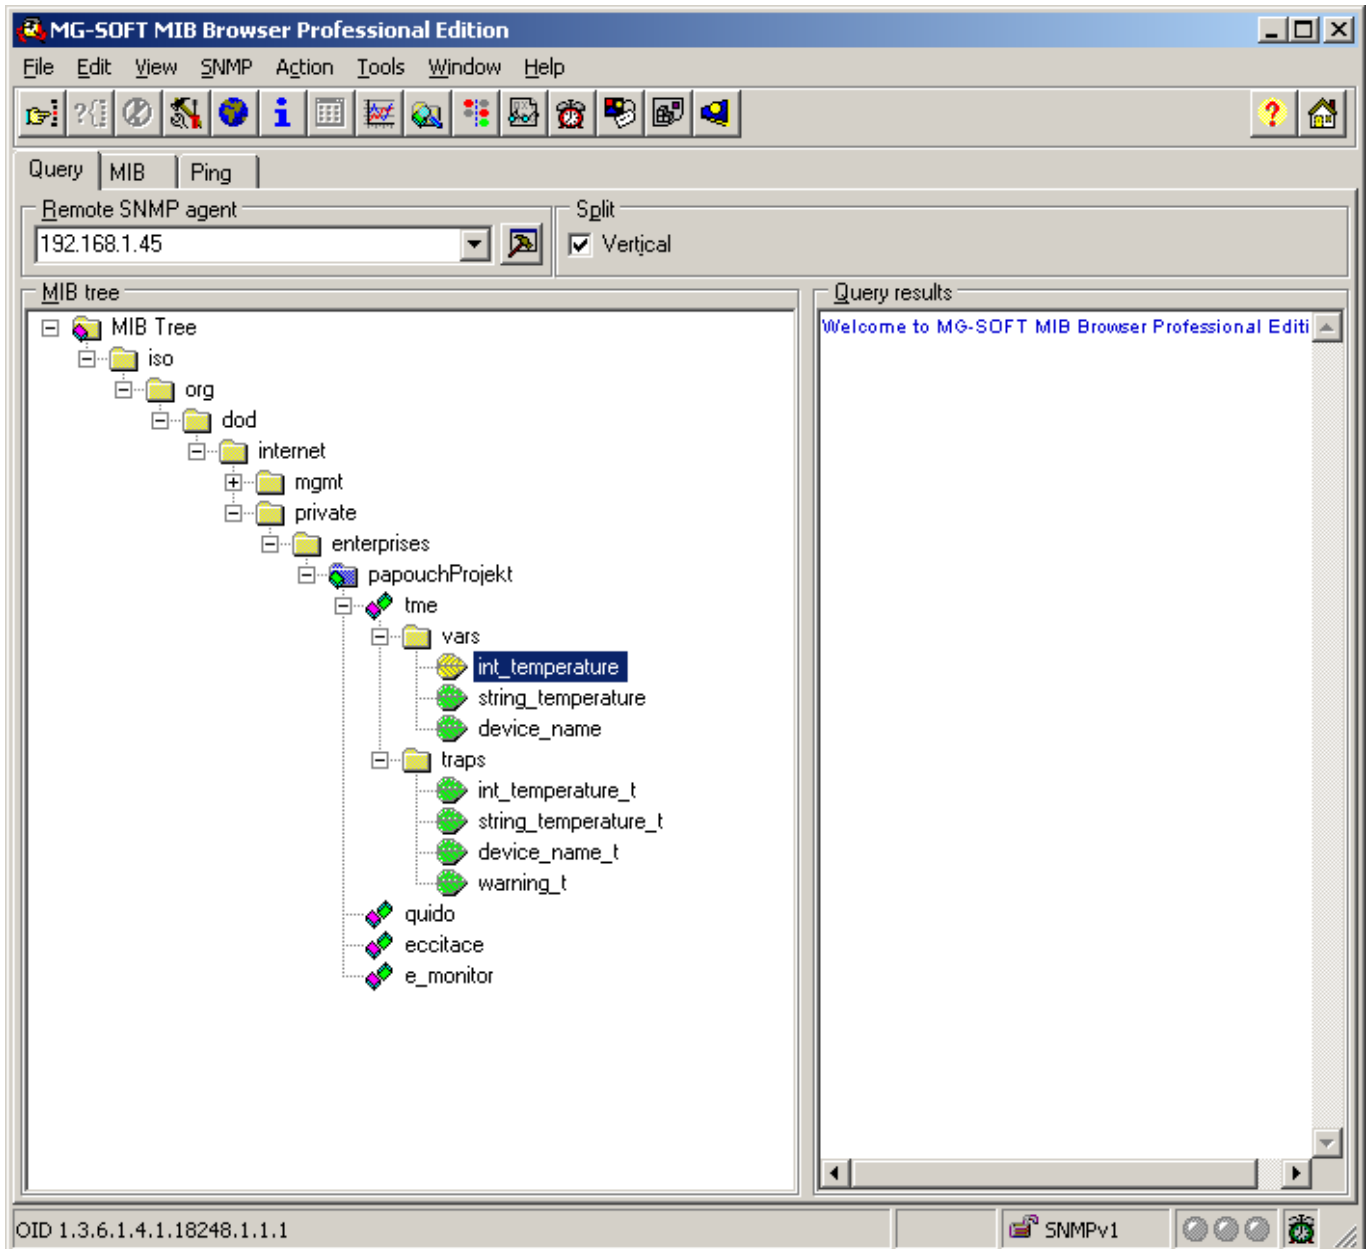 MG-SOFT MIB Browser Professional Edition
File Edit View SNMP Action Tools Window Help
Query MIB Ping
Remote SNMP agent
Split
192.168.1.45
Vertical
MIB tree
Query results
MIB Tree
Welcome to MG-SOFT MIB Browser Professional Editi
iso
org
dod
internet
mgmt
private
enterprises
papouchProjekt
tme
vars
int_temperature
string_temperature
device_name
traps
int_temperature_t
string_temperature_t
device_name_t
warning_t
quido
eccitace
e_monitor
OID 1.3.6.1.4.1.18248.1.1.1
SNMPv1